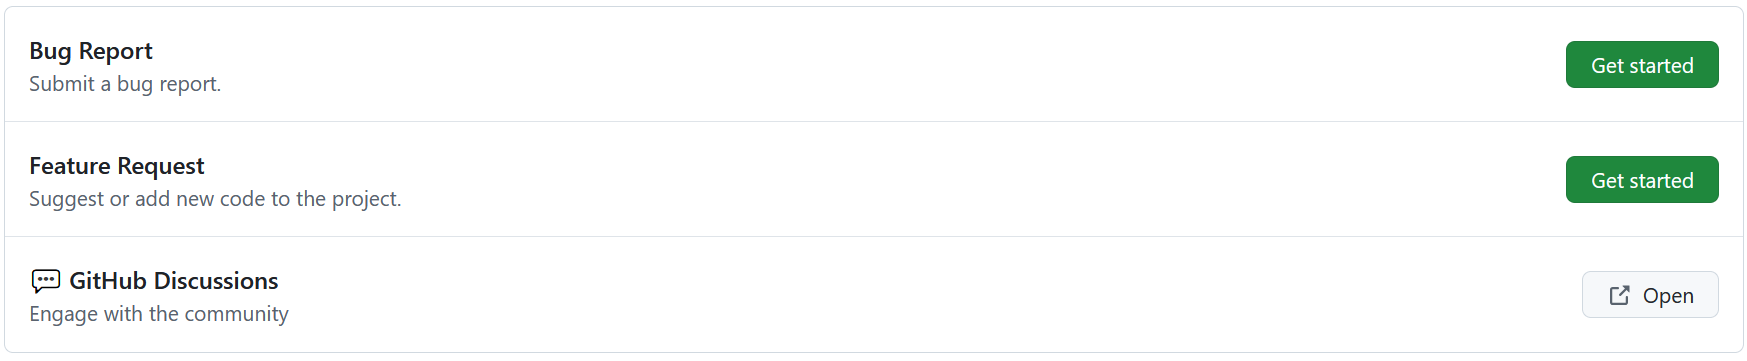 Bug Report
Submit a bug report.
Get started
Feature Request
Suggest or add new code to the project.
Get started
💬 GitHub Discussions
Engage with the community
Open